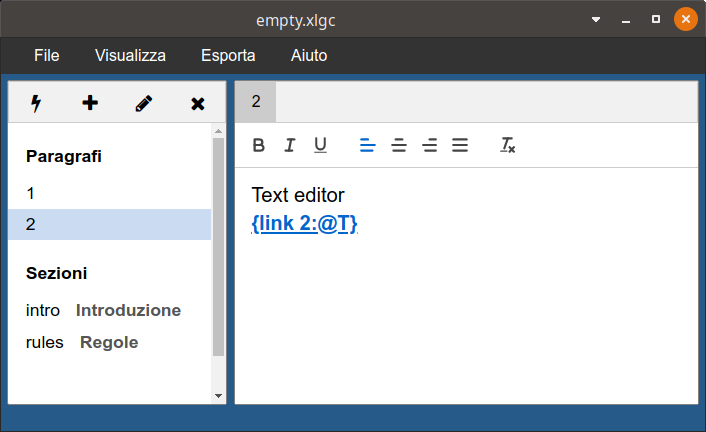 empty.xlgc
File Visualizza Esporta Aiuto
2
B I U
Paragrafi
1
2
Sezioni
intro Introduzione
rules Regole
Text editor
{link 2:@T}